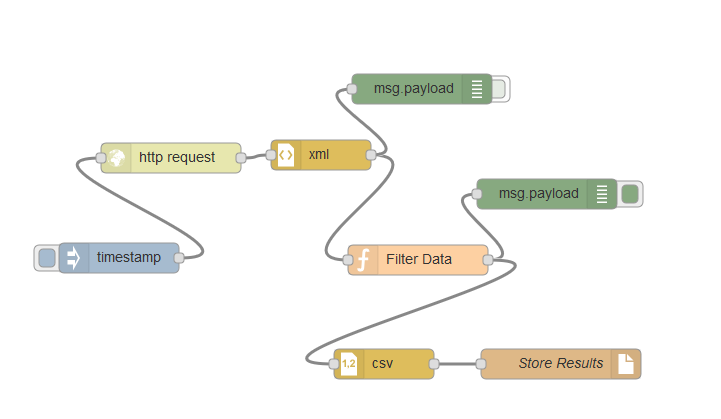 msg.payload
http request
xml
msg.payload
timestamp
Filter Data
1,2
csv
Store Results